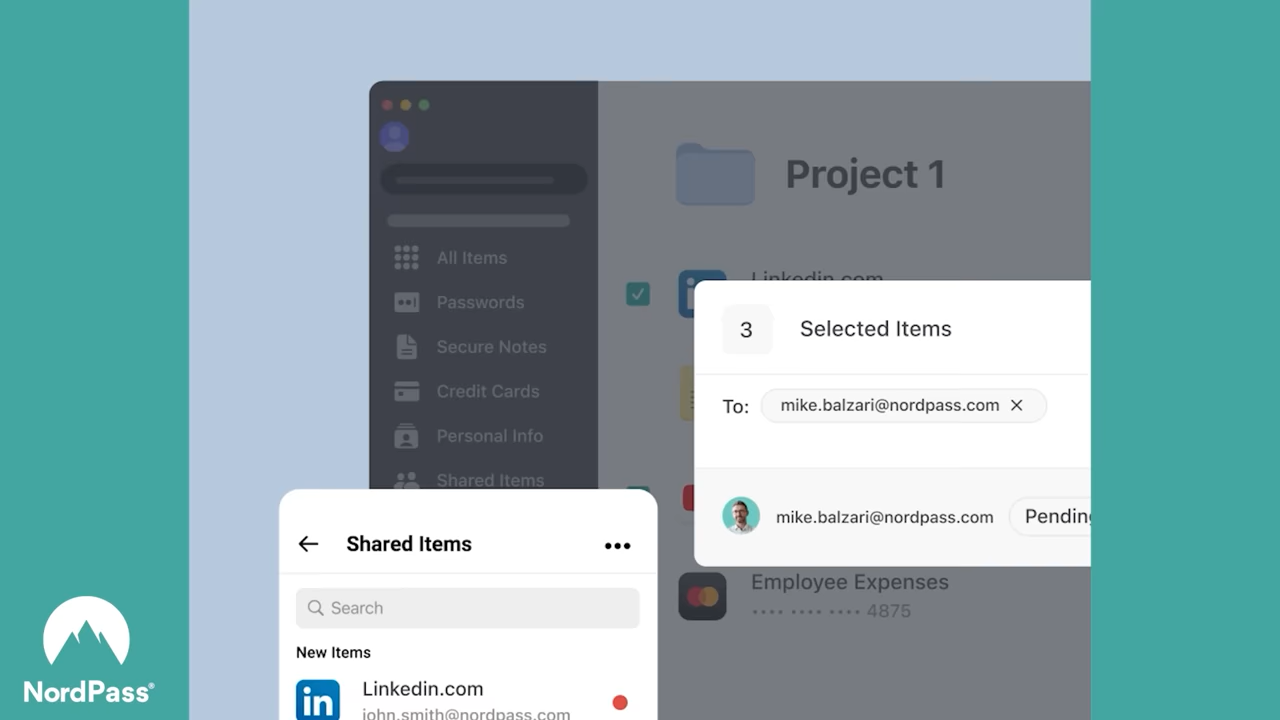 Project 1
All Items
Passwords
Secure Notes
Credit Cards
Personal Info
Shared Items
Linkedin.com
3 Selected Items
To: mike.balzari@nordpass.com
mike.balzari@nordpass.com Pending
Employee Expenses
•••• •••• •••• 4875
Shared Items
Search
New Items
in Linkedin.com
john.smith@nordpass.com
NordPass®